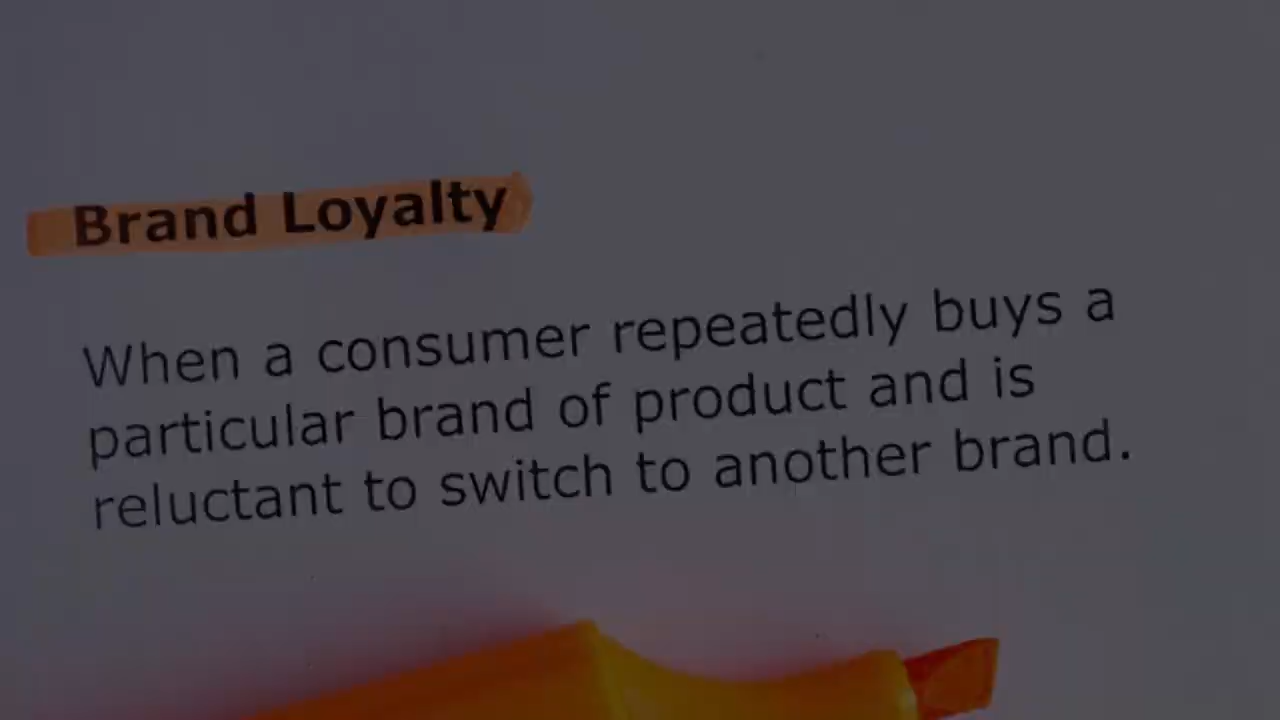 Brand Loyalty
When a consumer repeatedly buys a
particular brand of product and is
reluctant to switch to another brand.